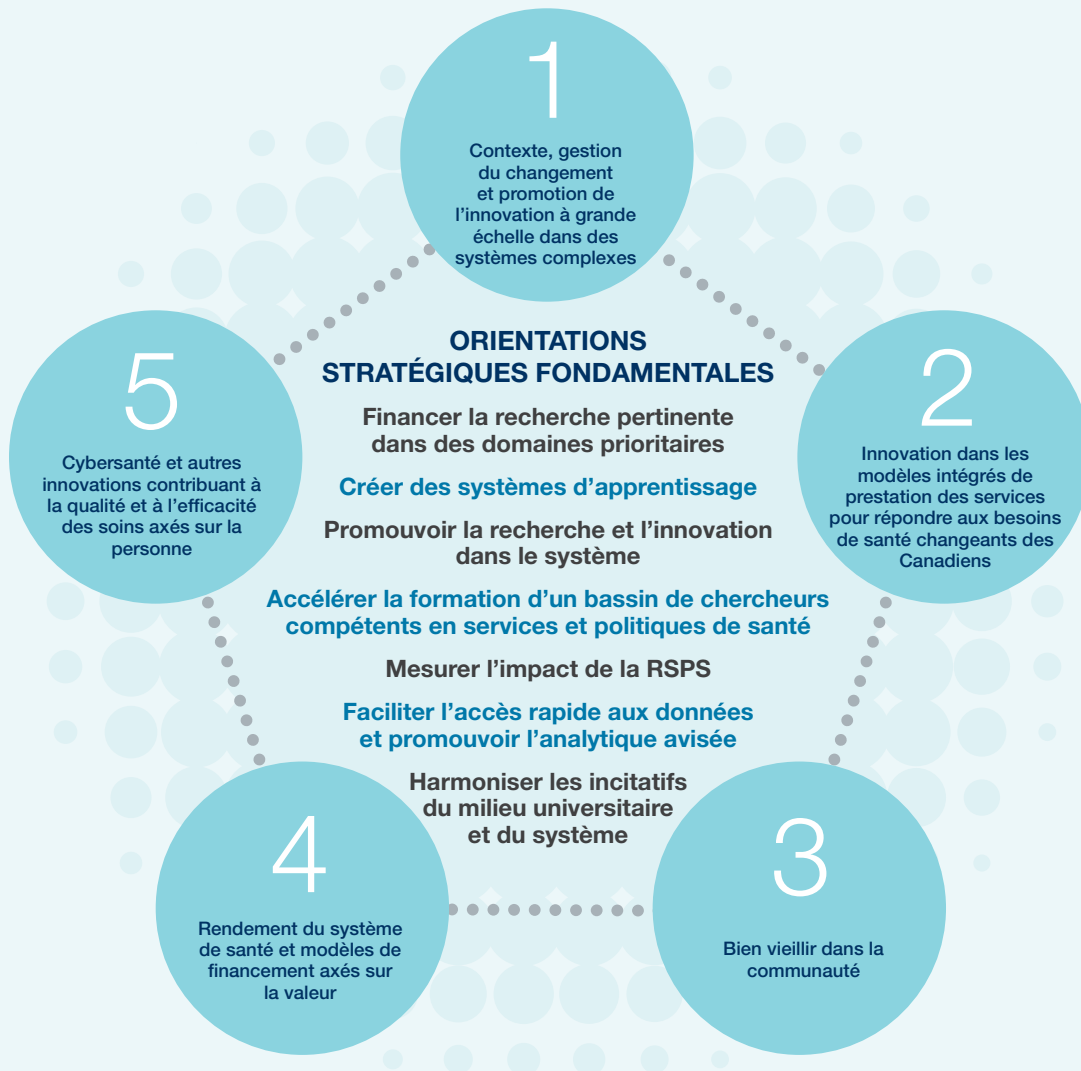 1
Contexte, gestion
du changement
et promotion de
l’innovation à grande
échelle dans des
systèmes complexes
ORIENTATIONS
STRATÉGIQUES FONDAMENTALES
Financer la recherche pertinente
dans des domaines prioritaires
Créer des systèmes d’apprentissage
Promouvoir la recherche et l’innovation
dans le système
Accélérer la formation d’un bassin de chercheurs
compétents en services et politiques de santé
Mesurer l’impact de la RSPS
Faciliter l’accès rapide aux données
et promouvoir l’analytique avisée
Harmoniser les incitatifs
du milieu universitaire
et du système
2
Innovation dans les
modèles intégrés de
prestation des services
pour répondre aux besoins
de santé changeants des
Canadiens
3
Bien vieillir dans la
communauté
4
Rendement du système
de santé et modèles de
financement axés sur
la valeur
5
Cybersanté et autres
innovations contribuant à
la qualité et à l’efficacité
des soins axés sur la
personne